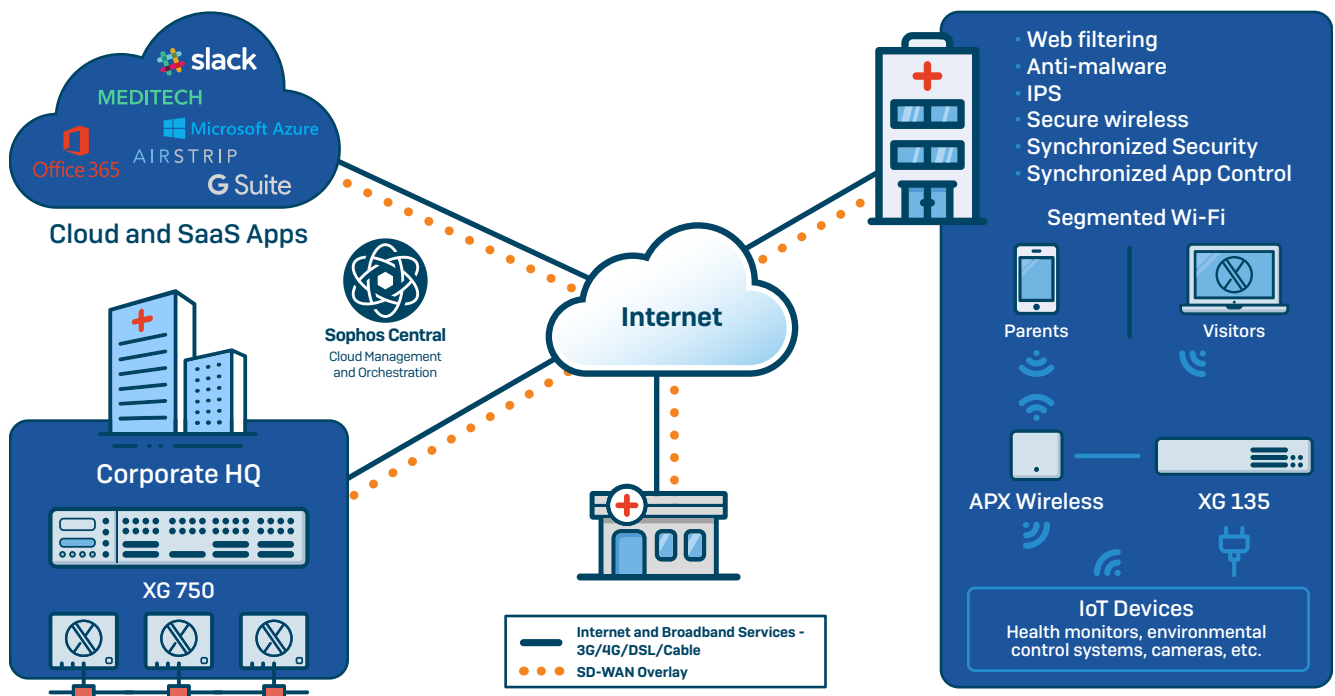 slack
MEDITECH
Microsoft Azure
Office 365
AIRSTRIP
G Suite
Cloud and SaaS Apps
Sophos Central
Cloud Management
and Orchestration
Corporate HQ
XG 750
Internet
Internet and Broadband Services -
3G/4G/DSL/Cable
SD-WAN Overlay
· Web filtering
· Anti-malware
· IPS
· Secure wireless
· Synchronized Security
· Synchronized App Control
Segmented Wi-Fi
Parents
Visitors
APX Wireless
XG 135
IoT Devices
Health monitors, environmental
control systems, cameras, etc.